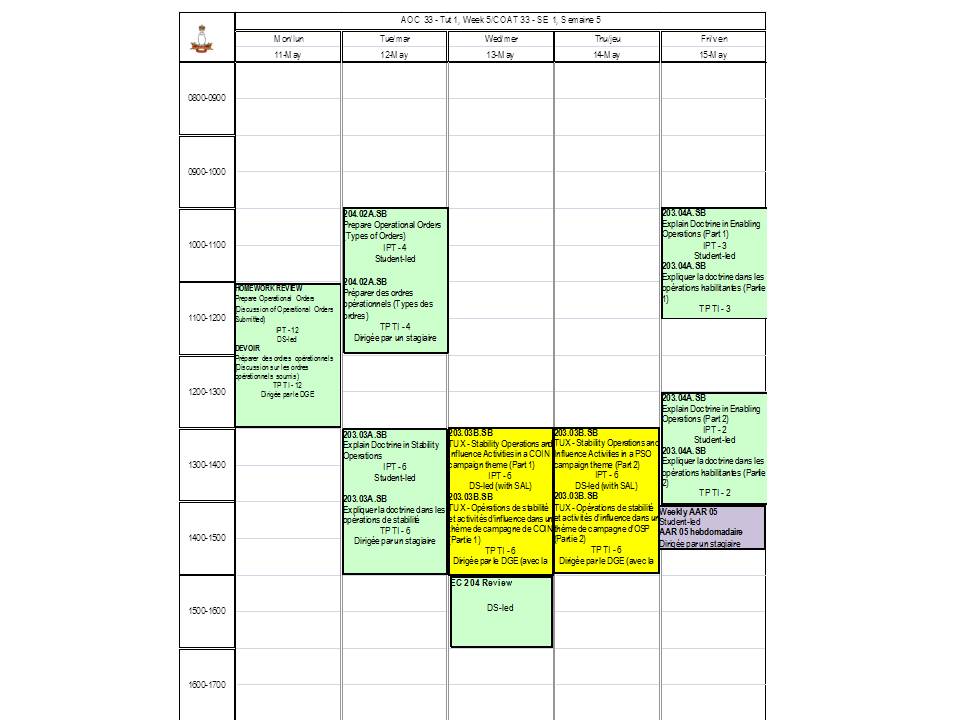 AOC 33 - Tut 1, Week 5/COAT 33 - SE 1, Semaine 5
Mon/lun
Tue/mar
Wed/mer
Thu/jeu
Fri/ven
11-May
12-May
13-May
14-May
15-May
0800-0900
0900-1000
1000-1100
1100-1200
1200-1300
1300-1400
1400-1500
1500-1600
1600-1700
HOMEWORK REVIEW
Prepare Operational Orders
Discussion of Operational Orders
Submitted)
IPT - 12
DS-led
DEVOIR
Préparer des ordres opérationnels
Discussion sur les ordres
opérationnels soumis)
TPTI - 12
Dirigée par le DGE
204.02A.SB
Prepare Operational Orders
(Types of Orders)
IPT - 4
Student-led
204.02A.SB
Préparer des ordres
opérationnels (Types des
ordres)
TPTI - 4
Dirigée par un stagiaire
203.03A.SB
Explain Doctrine in Stability
Operations
IPT - 6
Student-led
203.03A.SB
Expliquer la doctrine dans les
opérations de stabilité
TPTI - 6
Dirigée par un stagiaire
203.03B.SB
TUX - Stability Operations and
Influence Activities in a COIN
campaign theme (Part 1)
IPT - 6
DS-led (with SAL)
203.03B.SB
TUX - Opérations de stabilité
et activités d'influence dans un
thème de campagne de COIN
(Partie 1)
TPTI - 6
Dirigée par le DGE (avec la
EC 204 Review
DS-led
203.03B.SB
TUX - Stability Operations and
Influence Activities in a PSO
campaign theme (Part 2)
IPT - 6
DS-led (with SAL)
203.03B.SB
TUX - Opérations de stabilité
et activités d'influence dans un
thème de campagne d'OSP
(Partie 2)
TPTI - 6
Dirigée par le DGE (avec la
203.04A.SB
Explain Doctrine in Enabling
Operations (Part 1)
IPT - 3
Student-led
203.04A.SB
Expliquer la doctrine dans les
opérations habilitantes (Partie
1)
TPTI - 3
203.04A.SB
Explain Doctrine in Enabling
Operations (Part 2)
IPT - 2
Student-led
203.04A.SB
Expliquer la doctrine dans les
opérations habilitantes (Partie
2)
TPTI - 2
Weekly AAR 05
Student-led
AAR 05 hebdomadaire
Dirigée par un stagiaire